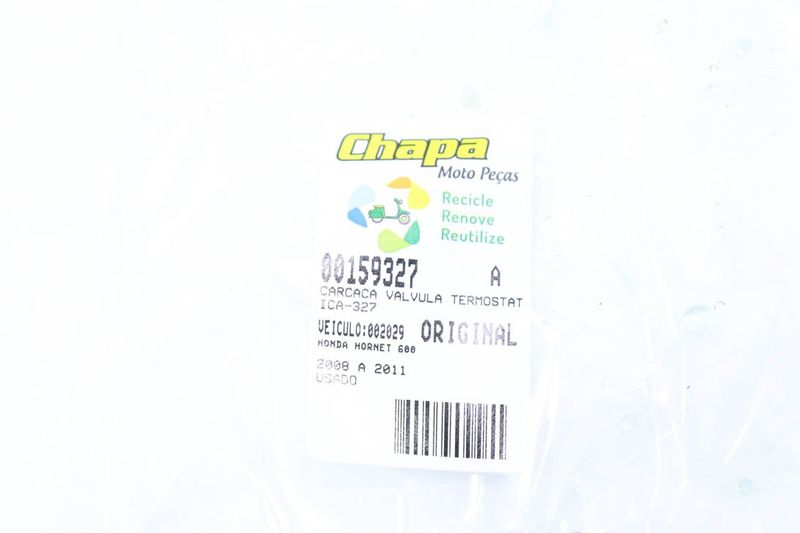 Chapa
Moto Peças
Recicle
Renove
Reutilize
00159327 A
CARCACA VALVULA TERMOSTAT
ICA-327
VEICULO:002029 ORIGINAL
HONDA HORNET 600
2008 A 2011
USADO